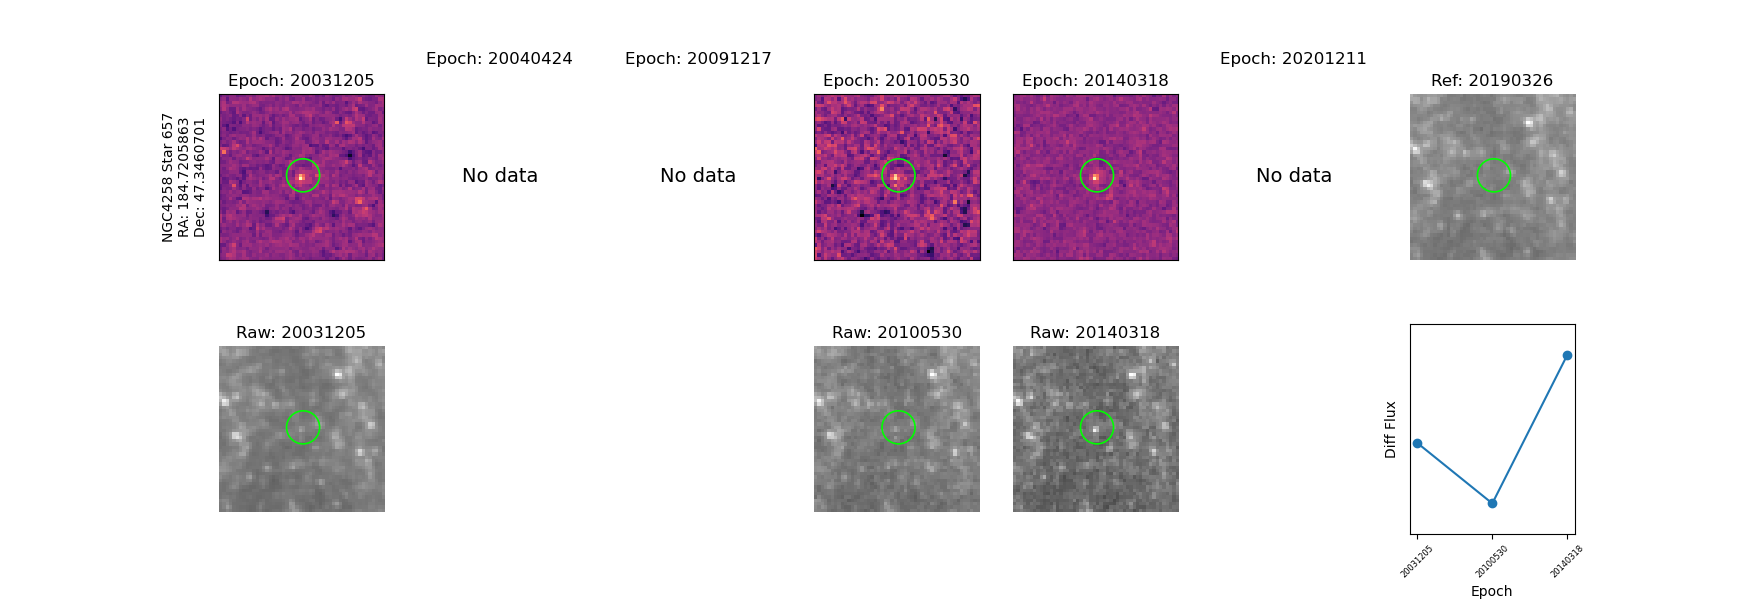 Epoch: 20040424
Epoch: 20091217
Epoch: 20201211
Epoch: 20031205
Epoch: 20100530
Epoch: 20140318
Ref: 20190326
NGC4258 Star 657
RA: 184.7205863
Dec: 47.3460701
No data
No data
No data
Raw: 20031205
Raw: 20100530
Raw: 20140318
Diff Flux
20031205
20100530
20140318
Epoch